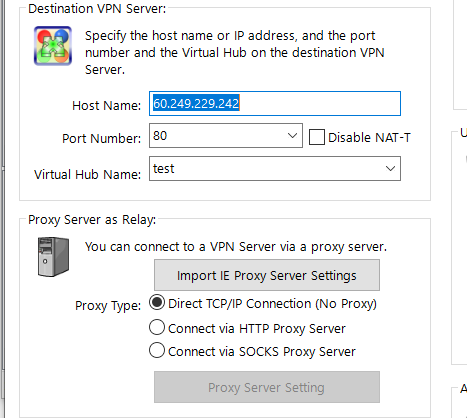 Destination VPN Server:
Specify the host name or IP address, and the port
number and the Virtual Hub on the destination VPN
Server.
Host Name: 60.249.229.242
Port Number: 80 Disable NAT-T
Virtual Hub Name: test
Proxy Server as Relay:
You can connect to a VPN Server via a proxy server.
Import IE Proxy Server Settings
Proxy Type: Direct TCP/IP Connection (No Proxy)
Connect via HTTP Proxy Server
Connect via SOCKS Proxy Server
Proxy Server Setting